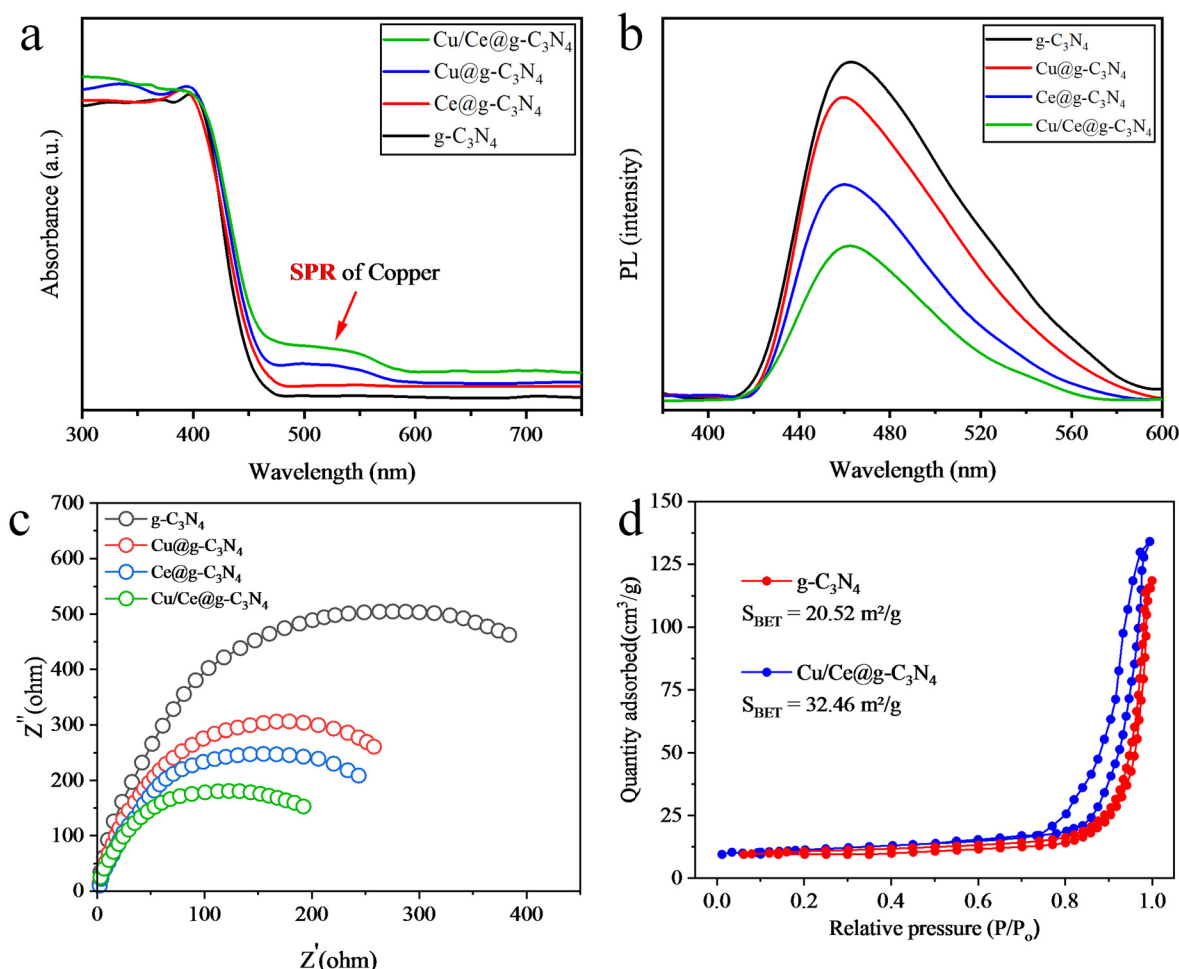 a
Cu/Ce@g-C₃N₄
Cu@g-C₃N₄
Ce@g-C₃N₄
g-C₃N₄
SPR of Copper
Absorbance (a.u.)
300 400 500 600 700
Wavelength (nm)
b
g-C₃N₄
Cu@g-C₃N₄
Ce@g-C₃N₄
Cu/Ce@g-C₃N₄
PL (intensity)
400 440 480 520 560 600
Wavelength (nm)
c
g-C₃N₄
Cu@g-C₃N₄
Ce@g-C₃N₄
Cu/Ce@g-C₃N₄
Z''(ohm)
700
600
500
400
300
200
100
0
0 100 200 300 400
Z'(ohm)
d
g-C₃N₄
S_BET = 20.52 m²/g
Cu/Ce@g-C₃N₄
S_BET = 32.46 m²/g
Quantity adsorbed(cm³/g)
150
125
100
75
50
25
0
0.0 0.2 0.4 0.6 0.8 1.0
Relative pressure (P/Pₒ)